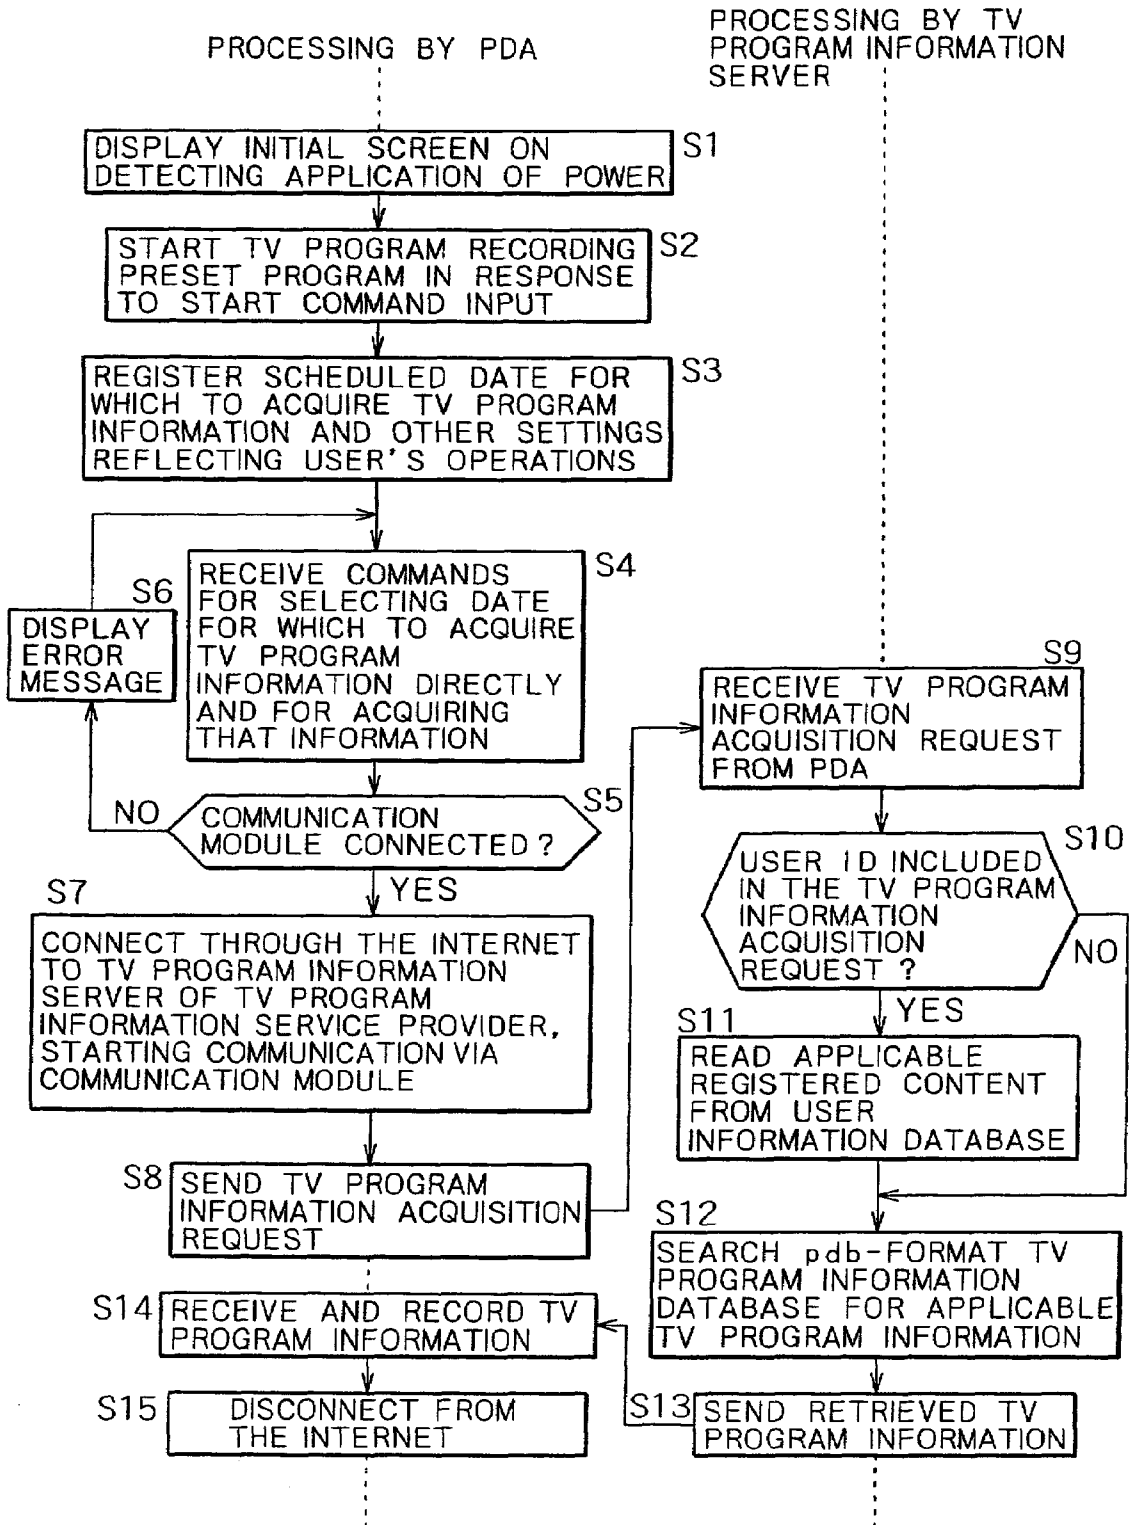 PROCESSING BY PDA
PROCESSING BY TV
PROGRAM INFORMATION
SERVER
S1
DISPLAY INITIAL SCREEN ON
DETECTING APPLICATION OF POWER
S2
START TV PROGRAM RECORDING
PRESET PROGRAM IN RESPONSE
TO START COMMAND INPUT
S3
REGISTER SCHEDULED DATE FOR
WHICH TO ACQUIRE TV PROGRAM
INFORMATION AND OTHER SETTINGS
REFLECTING USER'S OPERATIONS
S4
RECEIVE COMMANDS
FOR SELECTING DATE
FOR WHICH TO ACQUIRE
TV PROGRAM
INFORMATION DIRECTLY
AND FOR ACQUIRING
THAT INFORMATION
S6
DISPLAY
ERROR
MESSAGE
S5
COMMUNICATION
MODULE CONNECTED ?
NO
YES
S7
CONNECT THROUGH THE INTERNET
TO TV PROGRAM INFORMATION
SERVER OF TV PROGRAM
INFORMATION SERVICE PROVIDER,
STARTING COMMUNICATION VIA
COMMUNICATION MODULE
S8
SEND TV PROGRAM
INFORMATION ACQUISITION
REQUEST
S9
RECEIVE TV PROGRAM
INFORMATION
ACQUISITION REQUEST
FROM PDA
S10
USER ID INCLUDED
IN THE TV PROGRAM
INFORMATION
ACQUISITION
REQUEST ?
NO
YES
S11
READ APPLICABLE
REGISTERED CONTENT
FROM USER
INFORMATION DATABASE
S12
SEARCH pdb-FORMAT TV
PROGRAM INFORMATION
DATABASE FOR APPLICABLE
TV PROGRAM INFORMATION
S13
SEND RETRIEVED TV
PROGRAM INFORMATION
S14
RECEIVE AND RECORD TV
PROGRAM INFORMATION
S15
DISCONNECT FROM
THE INTERNET